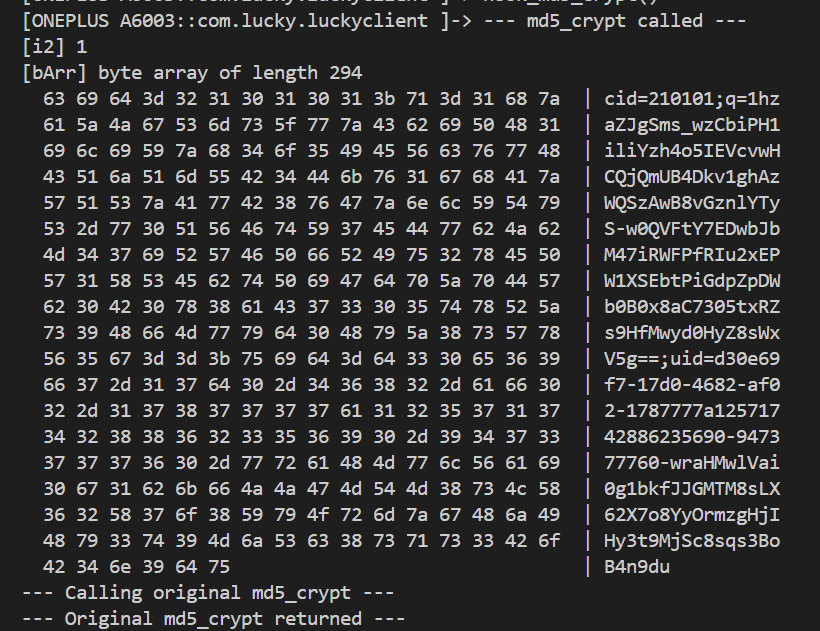 [ONEPLUS A6003::com.lucky.luckyclient ]-> --- md5_crypt called ---
[i2] 1
[bArr] byte array of length 294
63 69 64 3d 32 31 30 31 30 31 3b 71 3d 31 68 7a | cid=210101;q=1hz
61 5a 4a 67 53 6d 73 5f 77 7a 43 62 69 50 48 31 | aZJgSms_wzCbiPH1
69 6c 69 59 7a 68 34 6f 35 49 45 56 63 76 77 48 | iliYzh4o5IEVcvwH
43 51 6a 51 6d 55 42 34 44 6b 76 31 67 68 41 7a | CQjQmUB4Dkv1ghAz
57 51 53 7a 41 77 42 38 76 47 7a 6e 6c 59 54 79 | WQSzAwB8vGznlYTy
53 2d 77 30 51 56 46 74 59 37 45 44 77 62 4a 62 | S-w0QVFtY7EDwbJb
4d 34 37 69 52 57 46 50 66 52 49 75 32 78 45 50 | M47iRWFPfRIu2xEP
57 31 58 53 45 62 74 50 69 47 64 70 5a 70 44 57 | W1XSEbtPiGdpZpDW
62 30 42 30 78 38 61 43 37 33 30 35 74 78 52 5a | b0B0x8aC7305txRZ
73 39 48 66 4d 77 79 64 30 48 79 5a 38 73 57 78 | s9HfMwyd0HyZ8sWx
56 35 67 3d 3d 3b 75 69 64 3d 64 33 30 65 36 39 | V5g==;uid=d30e69
66 37 2d 31 37 64 30 2d 34 36 38 32 2d 61 66 30 | f7-17d0-4682-af0
32 2d 31 37 38 37 37 37 37 61 31 32 35 37 31 37 | 2-1787777a125717
34 32 38 38 36 32 33 35 36 39 30 2d 39 34 37 33 | 42886235690-9473
37 37 37 36 30 2d 77 72 61 48 4d 77 6c 56 61 69 | 77760-wraHMwlVai
30 67 31 62 6b 66 4a 4a 47 4d 54 4d 38 73 4c 58 | 0g1bkfJJGMTM8sLX
36 32 58 37 6f 38 59 79 4f 72 6d 7a 67 48 6a 49 | 62X7o8YyOrmzgHjI
48 79 33 74 39 4d 6a 53 63 38 73 71 73 33 42 6f | Hy3t9MjSc8sqs3Bo
42 34 6e 39 64 75 | B4n9du
--- Calling original md5_crypt ---
--- Original md5_crypt returned ---